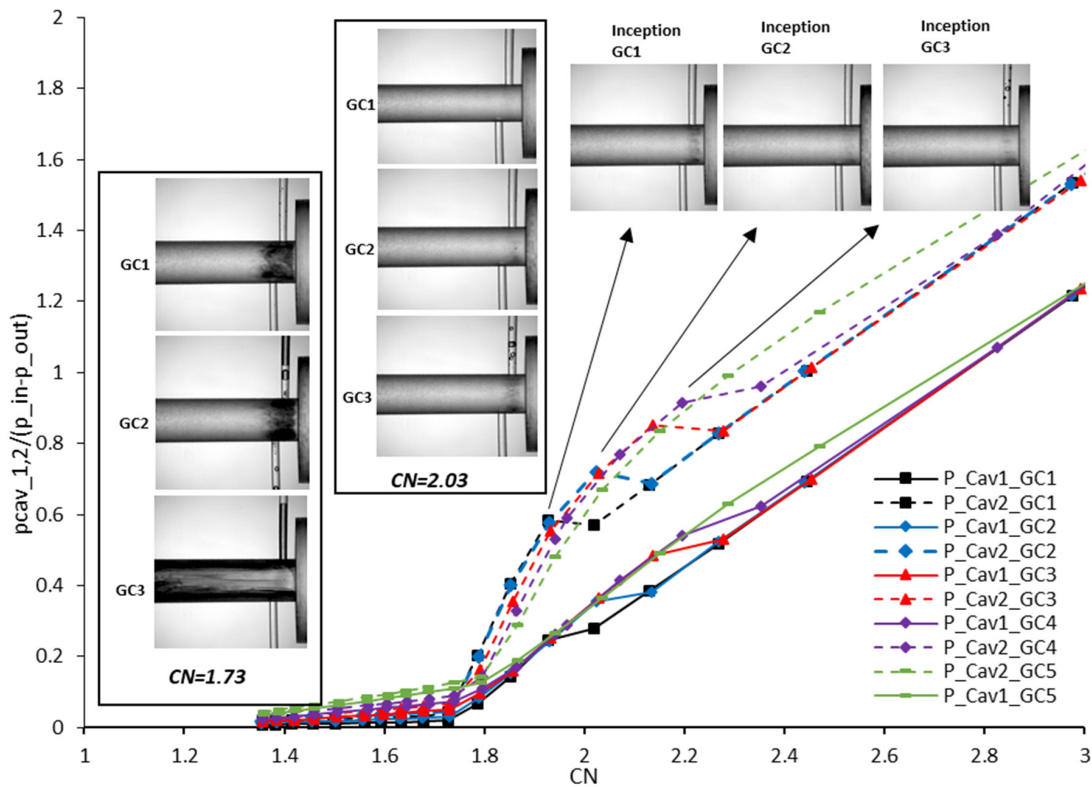 pcav_1,2/(p_in-p_out)
2
1.8
1.6
1.4
1.2
1
0.8
0.6
0.4
0.2
0
1
1.2
1.4
1.6
1.8
2
2.2
2.4
2.6
2.8
3
CN
GC1
GC2
GC3
CN=1.73
GC1
GC2
GC3
CN=2.03
Inception
GC1
Inception
GC2
Inception
GC3
P_Cav1_GC1
P_Cav2_GC1
P_Cav1_GC2
P_Cav2_GC2
P_Cav1_GC3
P_Cav2_GC3
P_Cav1_GC4
P_Cav2_GC4
P_Cav2_GC5
P_Cav1_GC5